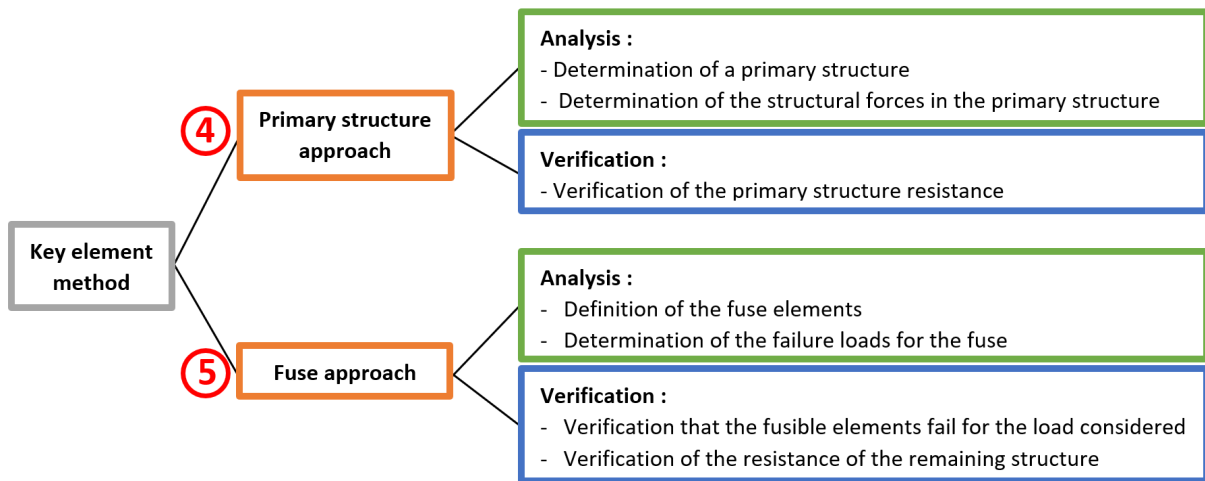 Key element
method
4
Primary structure
approach
Analysis :
- Determination of a primary structure
- Determination of the structural forces in the primary structure
Verification :
- Verification of the primary structure resistance
5
Fuse approach
Analysis :
- Definition of the fuse elements
- Determination of the failure loads for the fuse
Verification :
- Verification that the fusible elements fail for the load considered
- Verification of the resistance of the remaining structure